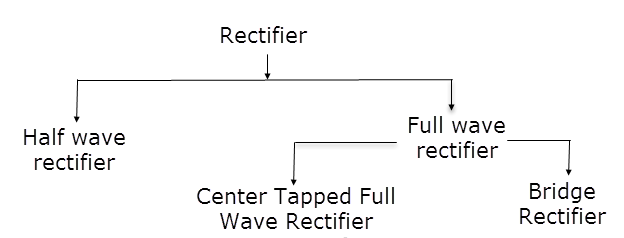 Rectifier
Half wave
rectifier
Full wave
rectifier
Center Tapped Full
Wave Rectifier
Bridge
Rectifier